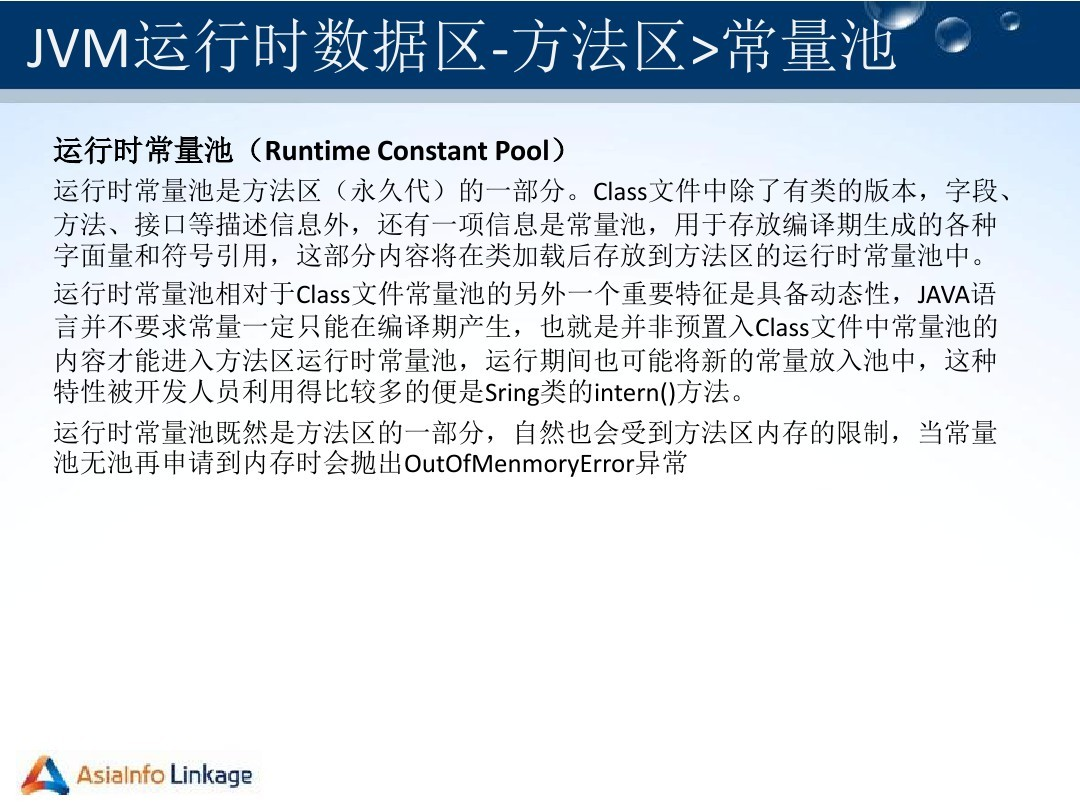 JVM运行时数据区-方法区>常量池
运行时常量池（Runtime Constant Pool）
运行时常量池是方法区（永久代）的一部分。Class文件中除了有类的版本，字段、
方法、接口等描述信息外，还有一项信息是常量池，用于存放编译期生成的各种
字面量和符号引用，这部分内容将在类加载后存放到方法区的运行时常量池中。
运行时常量池相对于Class文件常量池的另外一个重要特征是具备动态性，JAVA语
言并不要求常量一定只能在编译期产生，也就是并非预置入Class文件中常量池的
内容才能进入方法区运行时常量池，运行期间也可能将新的常量放入池中，这种
特性被开发人员利用得比较多的便是Sring类的intern()方法。
运行时常量池既然是方法区的一部分，自然也会受到方法区内存的限制，当常量
池无池再申请到内存时会抛出OutOfMenmoryError异常
AsiaInfo Linkage